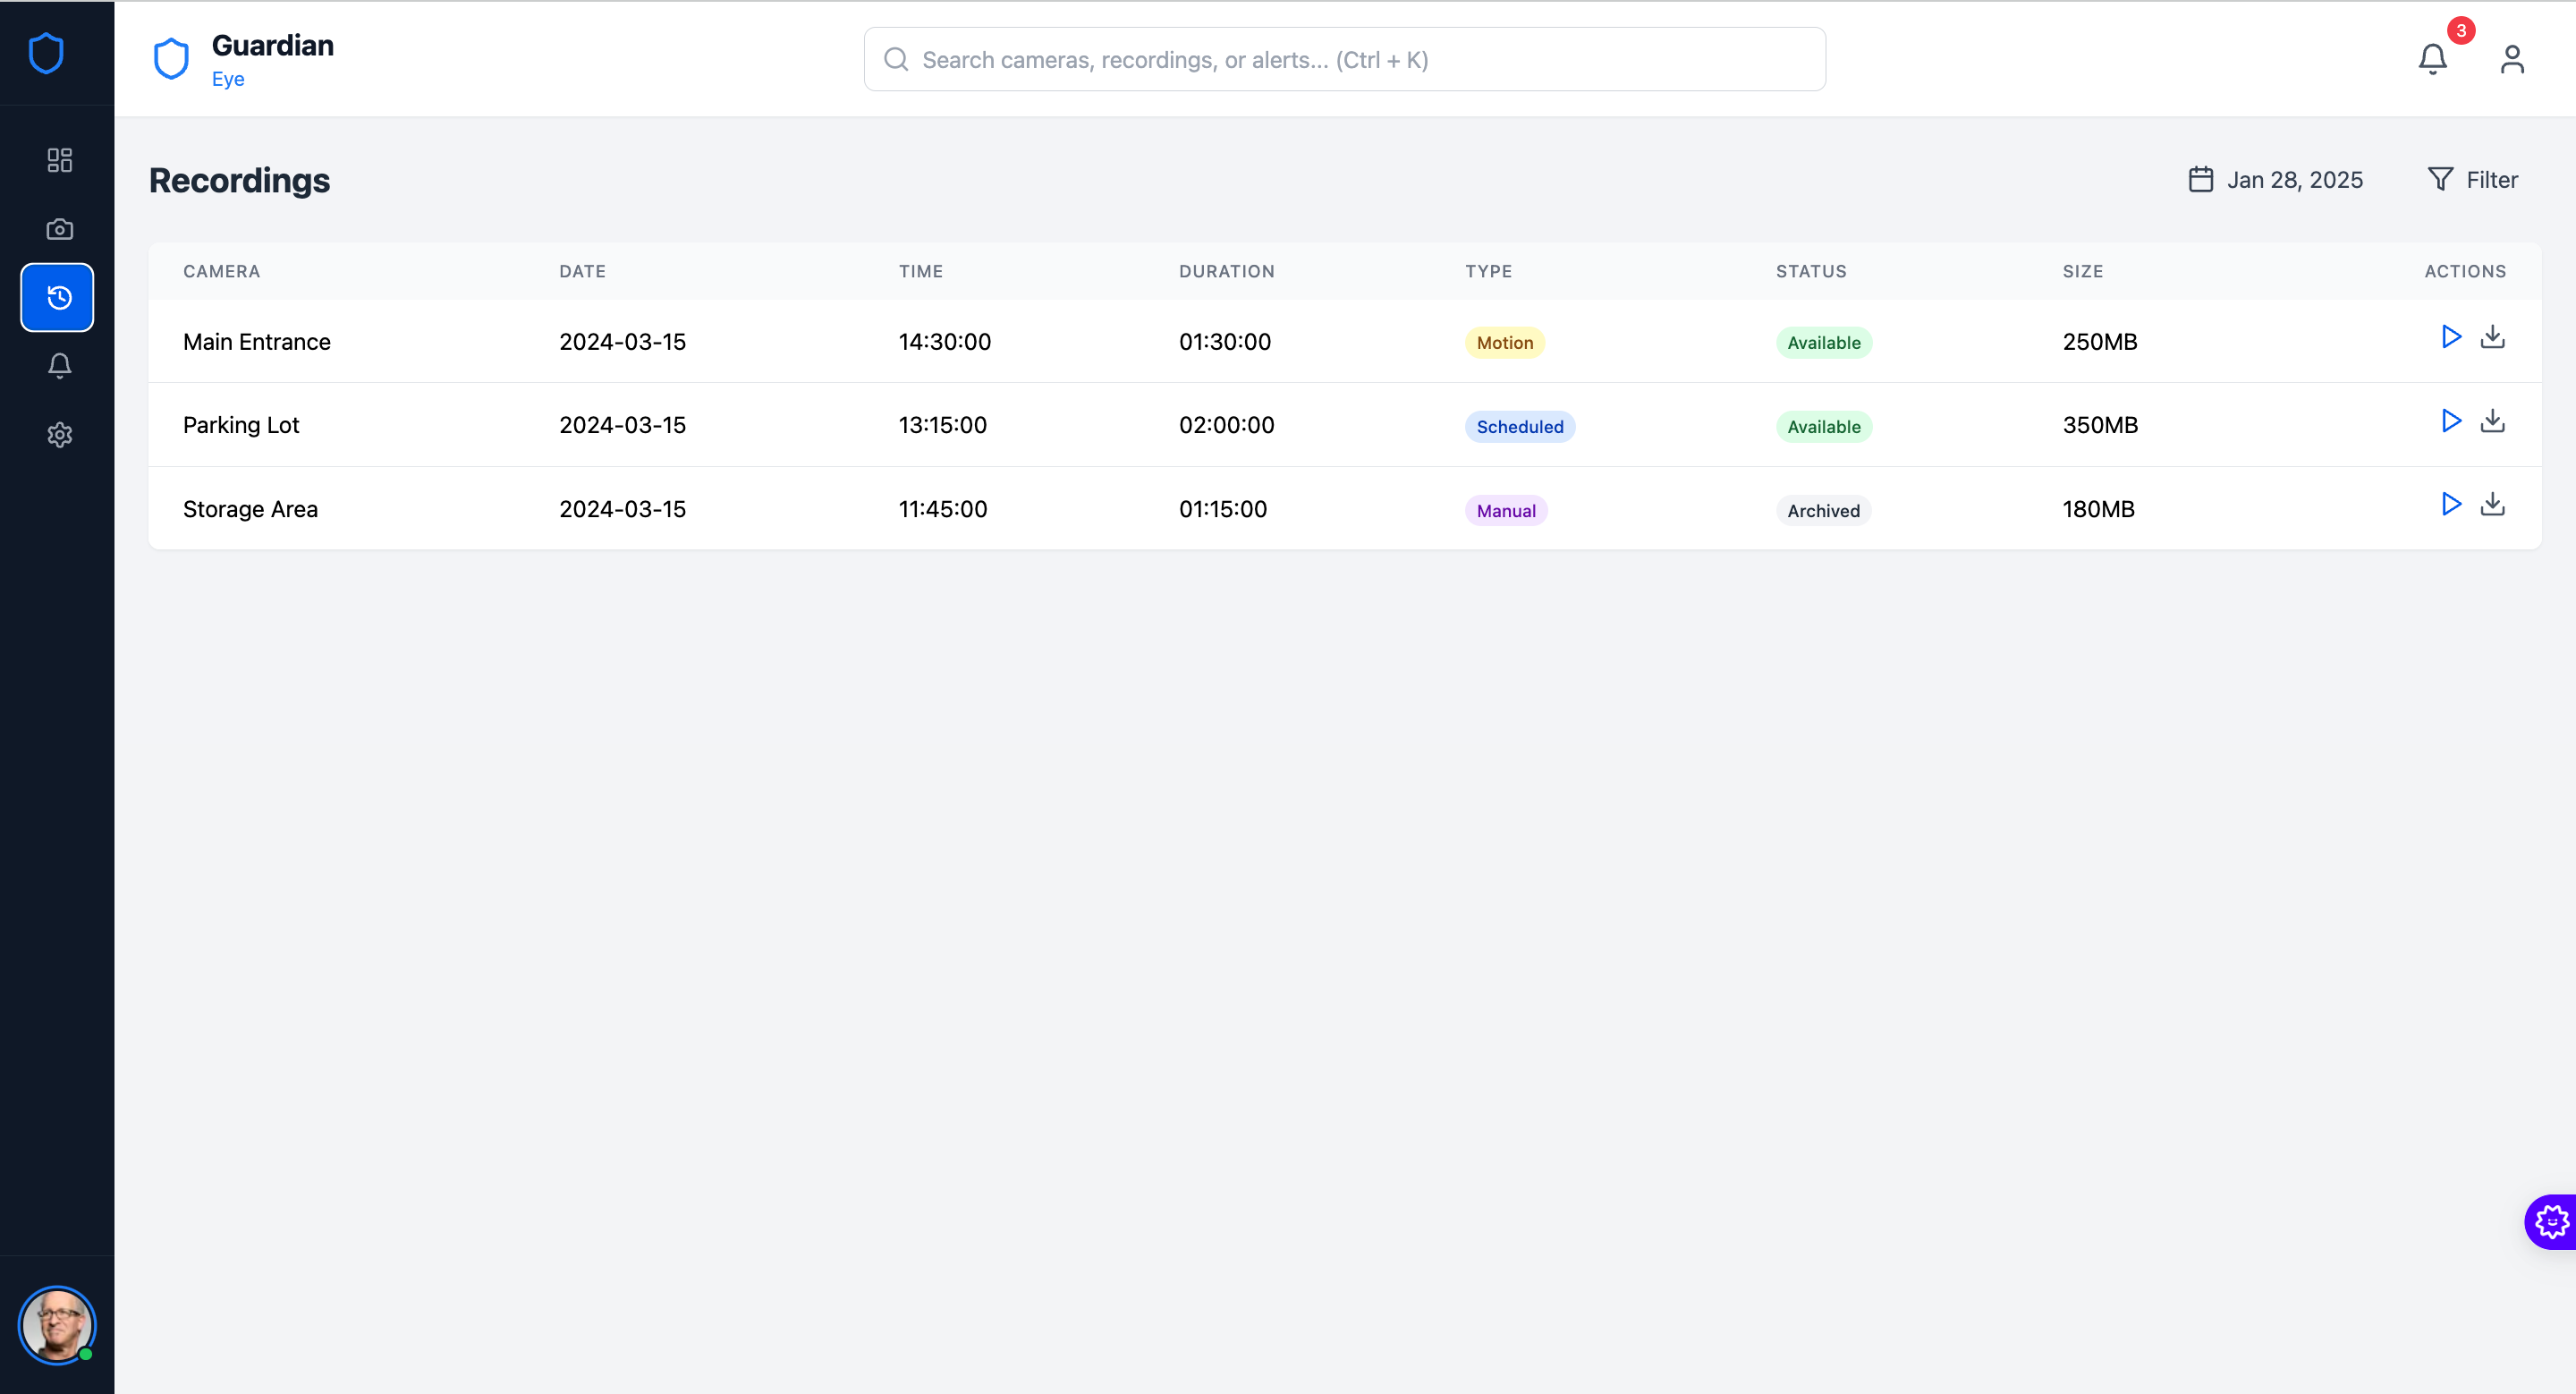 Guardian
Eye
Search cameras, recordings, or alerts... (Ctrl + K)
3
Recordings
Jan 28, 2025
Filter
CAMERA DATE TIME DURATION TYPE STATUS SIZE ACTIONS
Main Entrance 2024-03-15 14:30:00 01:30:00 Motion Available 250MB
Parking Lot 2024-03-15 13:15:00 02:00:00 Scheduled Available 350MB
Storage Area 2024-03-15 11:45:00 01:15:00 Manual Archived 180MB